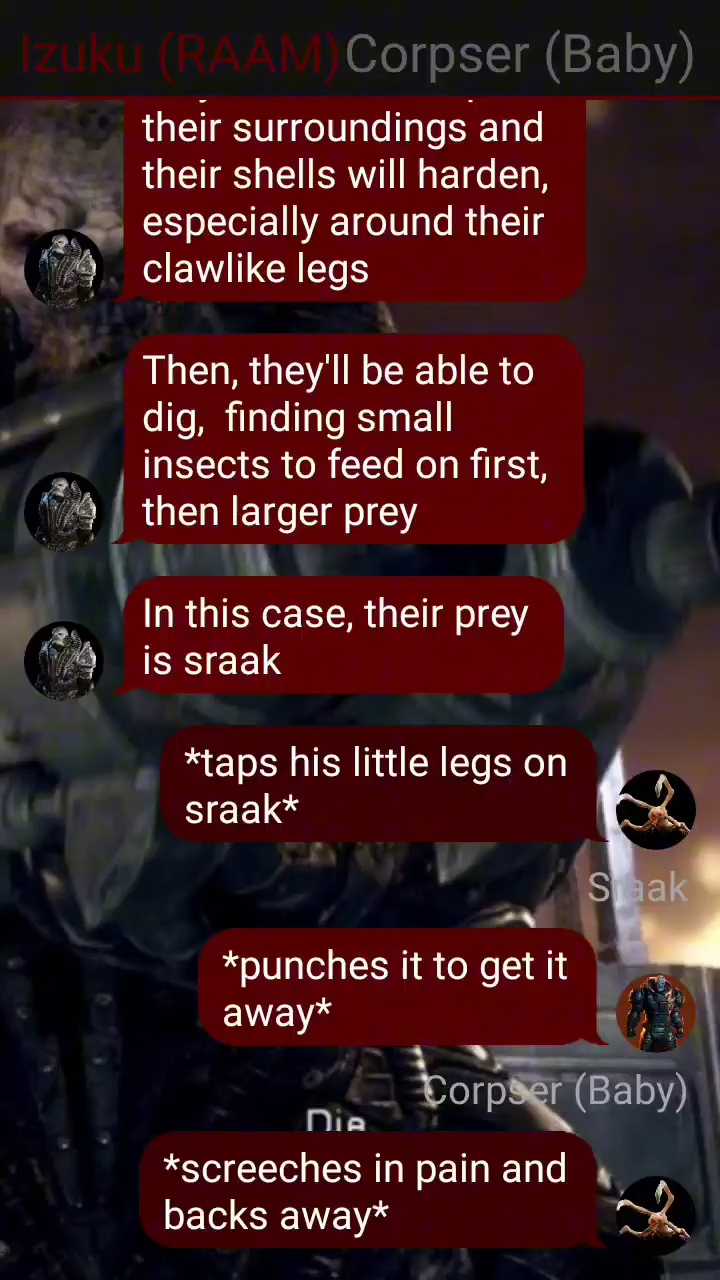 Izuku (RAAM) Corpser (Baby)
their surroundings and
their shells will harden,
especially around their
clawlike legs
Then, they'll be able to
dig,  finding small
insects to feed on first,
then larger prey
In this case, their prey
is sraak
*taps his little legs on
sraak*
Sraak
*punches it to get it
away*
Corpser (Baby)
Die
*screeches in pain and
backs away*